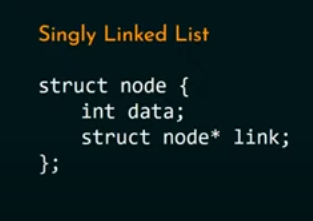 Singly Linked List
struct node {
    int data;
    struct node* link;
};